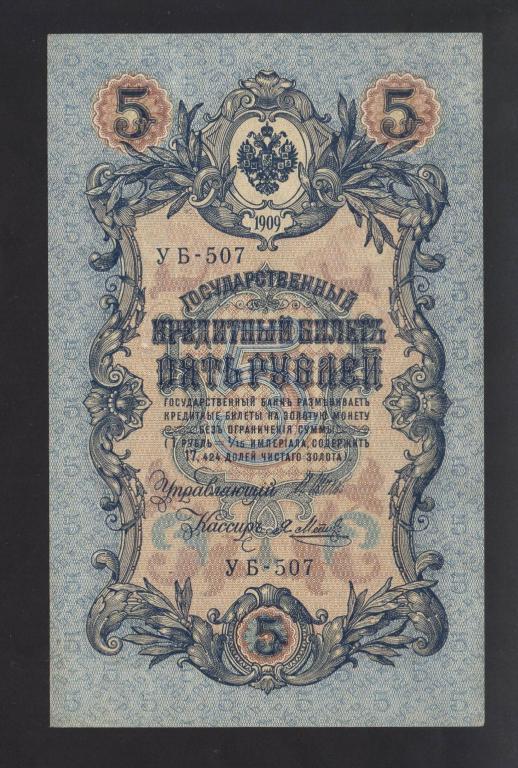 5 5
1909
УБ-507
ГОСУДАРСТВЕННЫЙ
КРЕДИТНЫЙ БИЛЕТЪ
ПЯТЬ РУБЛЕЙ
ГОСУДАРСТВЕННЫЙ БАНКЪ РАЗМѢНИВАЕТЪ
КРЕДИТНЫЕ БИЛЕТЫ НА ЗОЛОТУЮ МОНЕТУ
БЕЗЪ ОГРАНИЧЕНІЯ СУММЫ
(1 РУБЛЬ = 1/15 ИМПЕРІАЛА, СОДЕРЖИТЪ
17,424 ДОЛЕЙ ЧИСТАГО ЗОЛОТА).
Управляющій
Кассиръ
УБ-507
5